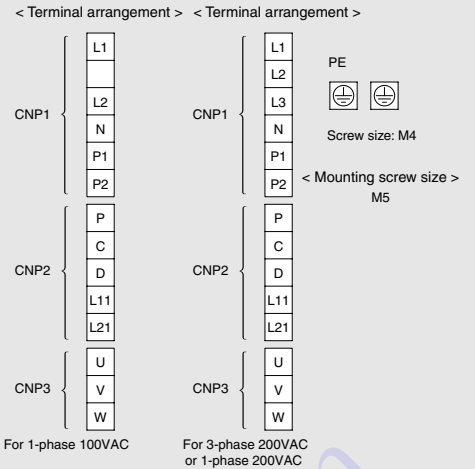 < Terminal arrangement >
CNP1
L1
L2
N
P1
P2
CNP2
P
C
D
L11
L21
CNP3
U
V
W
For 1-phase 100VAC
< Terminal arrangement >
CNP1
L1
L2
L3
N
P1
P2
CNP2
P
C
D
L11
L21
CNP3
U
V
W
For 3-phase 200VAC
or 1-phase 200VAC
PE
Screw size: M4
< Mounting screw size >
M5